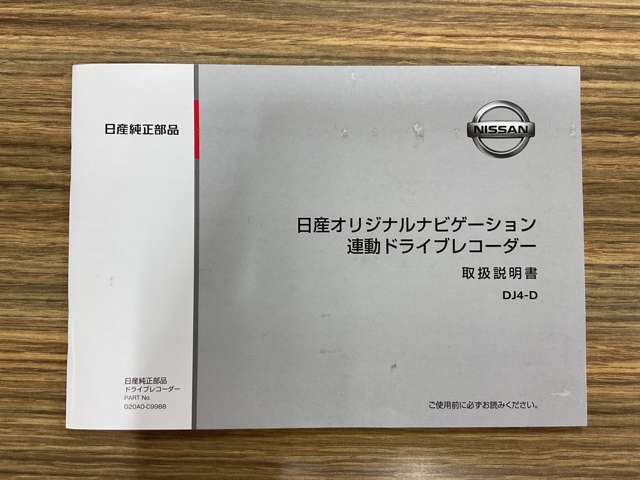 日産純正部品
NISSAN
日産オリジナルナビゲーション
連動ドライブレコーダー
取扱説明書
DJ4-D
日産純正部品
ドライブレコーダー
PART No.
G20A0-C9988
ご使用前に必ずお読みください。